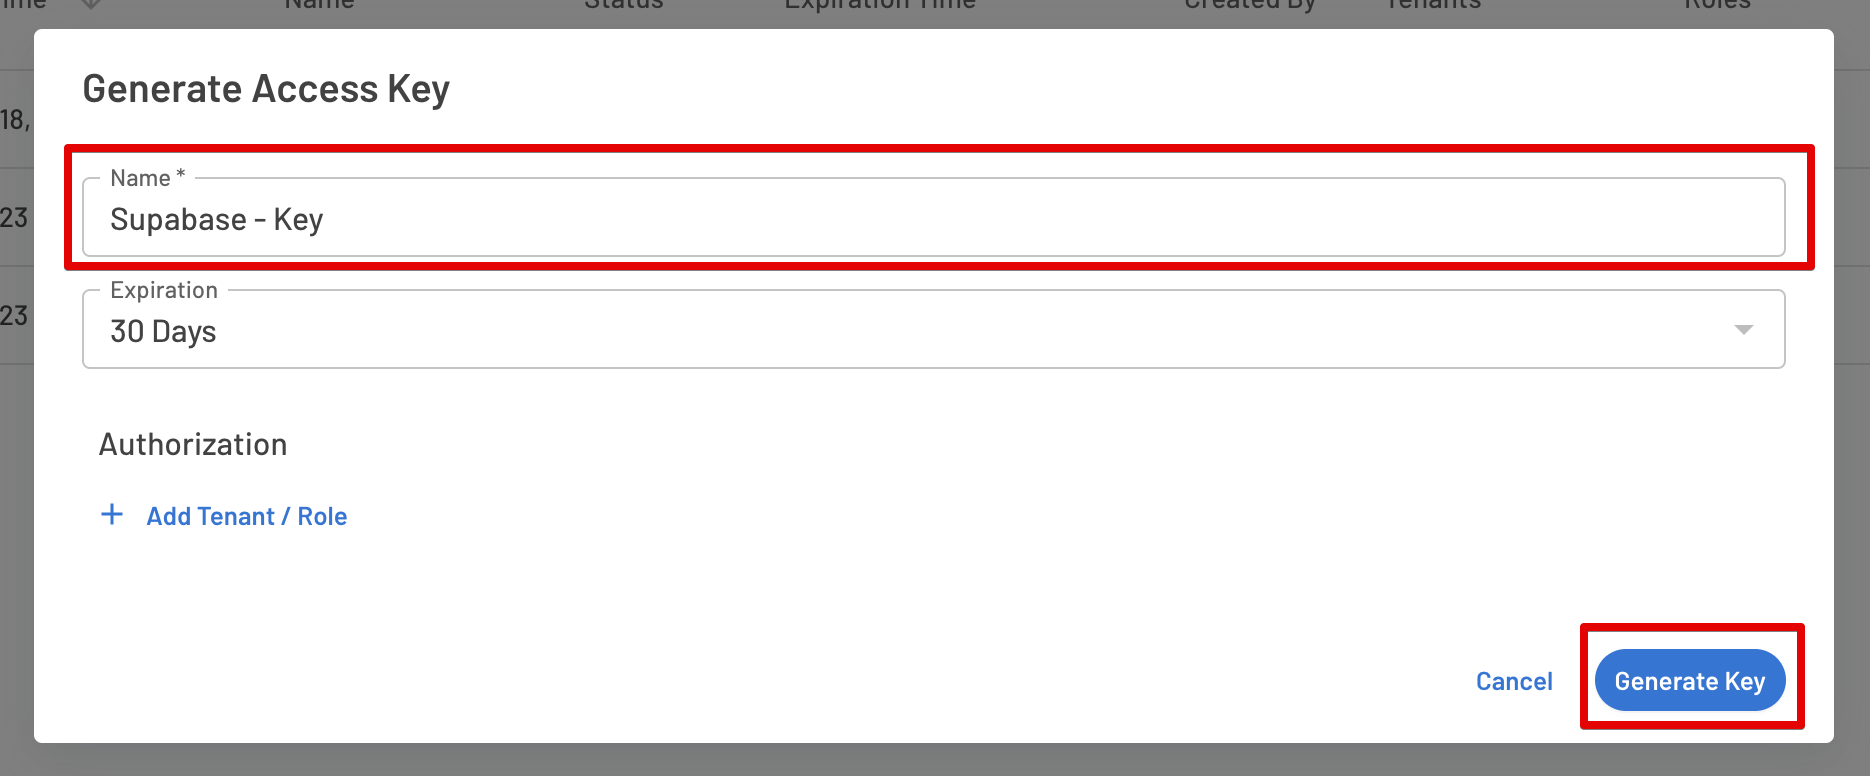 Name Status Expiration Time Created By Tenants Roles
Generate Access Key
18,
Name *
Supabase - Key
23
Expiration
30 Days
23
Authorization
+ Add Tenant / Role
Cancel Generate Key